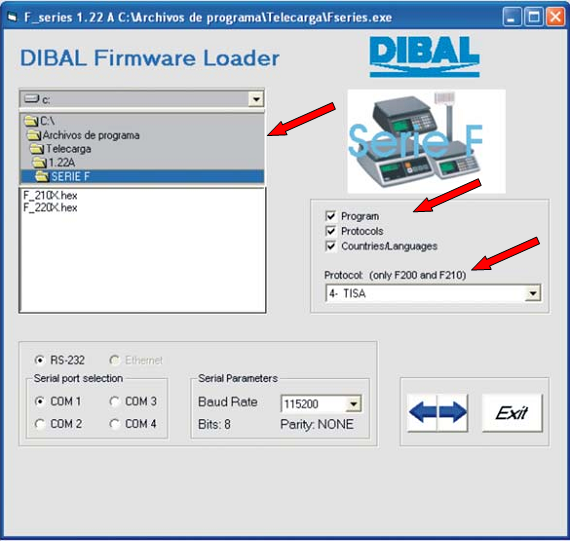 F_series 1.22 A C:\Archivos de programa\Telecarga\Fseries.exe
DIBAL Firmware Loader
DIBAL
c:
C:\
Archivos de programa
Telecarga
1.22A
SERIE F
F_210X.hex
F_220X.hex
Serie F
Program
Protocols
Countries/Languages
Protocol: (only F200 and F210)
4- TISA
RS-232 Ethernet
Serial port selection
COM 1 COM 3
COM 2 COM 4
Serial Parameters
Baud Rate 115200
Bits: 8 Parity: NONE
Exit